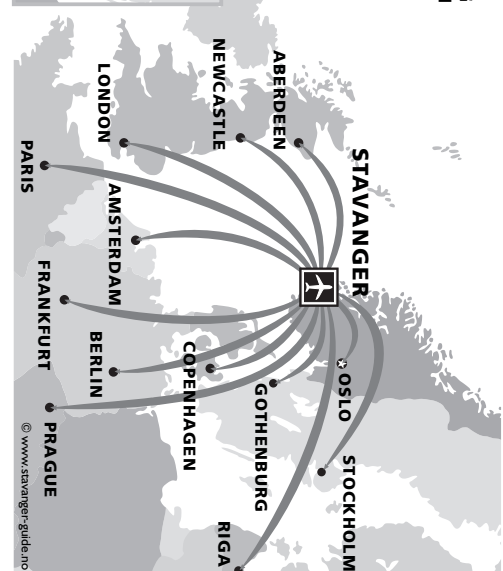 ABERDEEN
NEWCASTLE
LONDON
PARIS
STAVANGER
AMSTERDAM
FRANKFURT
BERLIN
COPENHAGEN
GOTHENBURG
OSLO
PRAGUE
STOCKHOLM
RIGA
© www.stavanger-guide.no